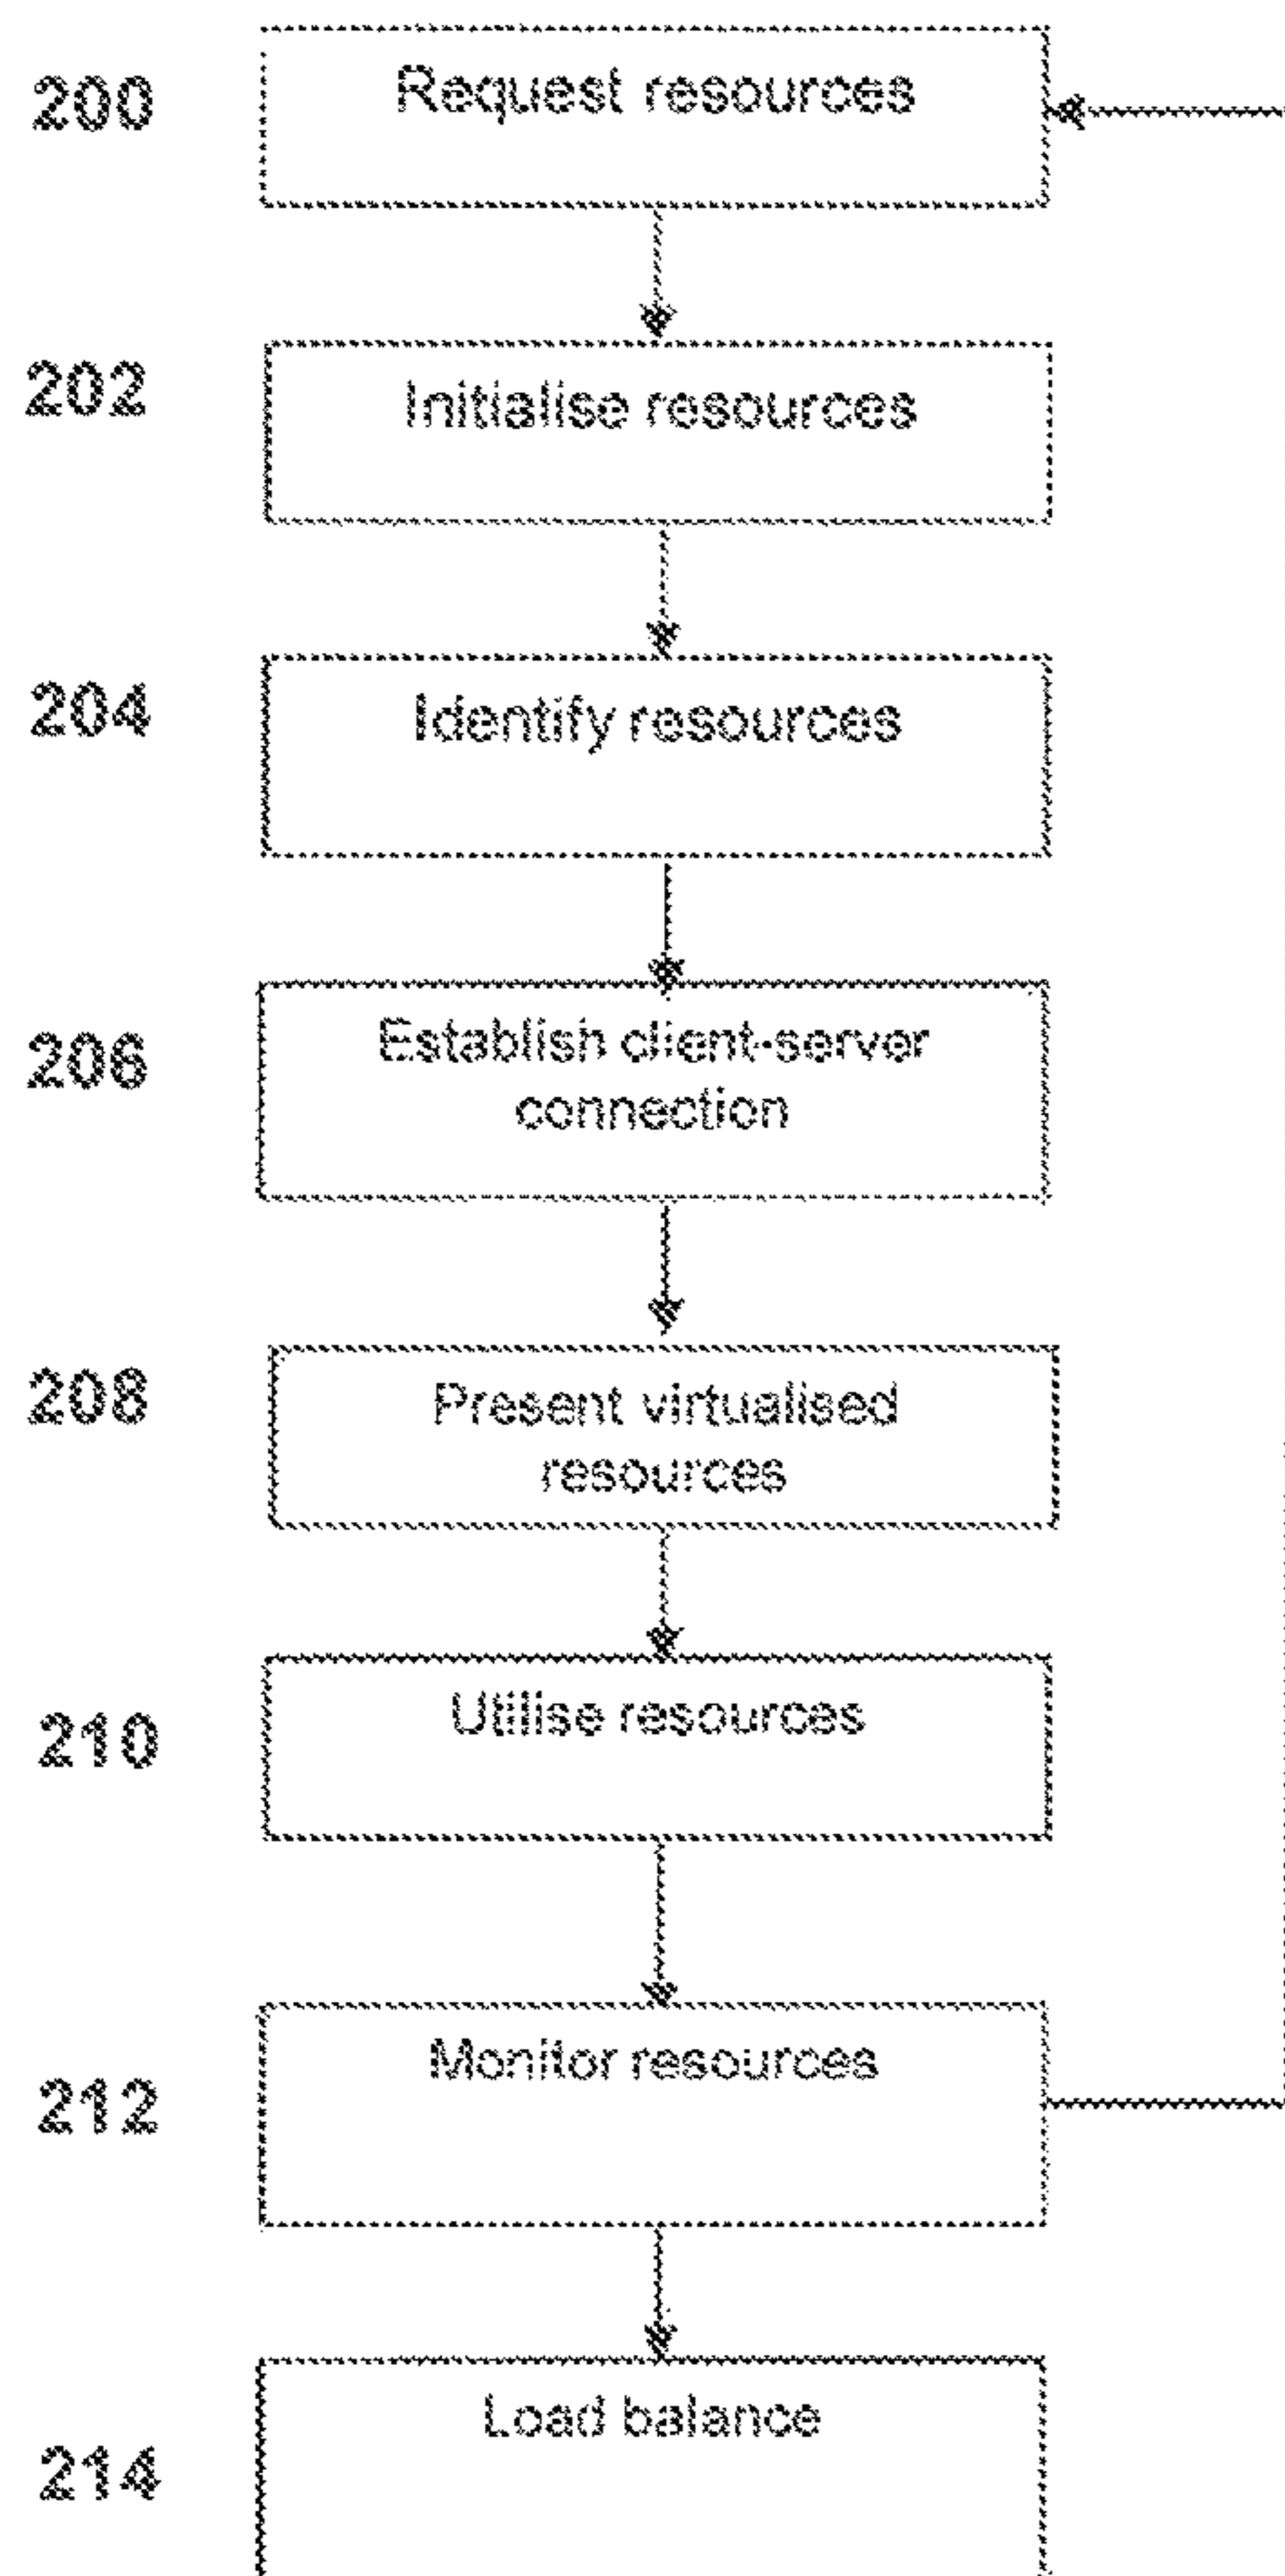 200
Request resources
202
Initialise resources
204
Identify resources
206
Establish client-server
connection
208
Present virtualised
resources
210
Utilise resources
212
Monitor resources
214
Load balance